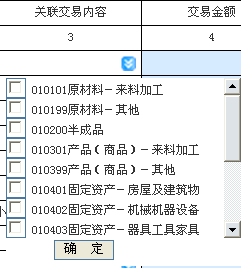 关联交易内容 交易金额
3 4
010101原材料－来料加工
010199原材料－其他
010200半成品
010301产品（商品）－来料加工
010399产品（商品）－其他
010401固定资产－房屋及建筑物
010402固定资产－机械机器设备
010403固定资产－器具工具家具
确 定